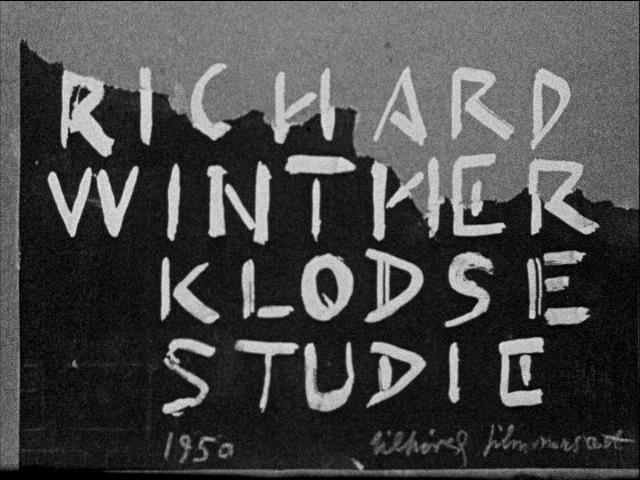 RICHARD
WINTHER
KLODSE
STUDIE
1950 tilhører filmmuseet